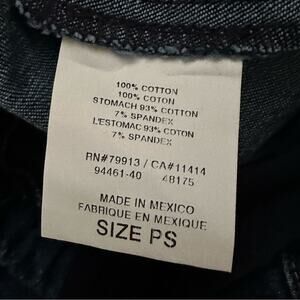 100% COTTON
100% COTON
STOMACH 93% COTTON
7% SPANDEX
L'ESTOMAC 93% COTON
7% SPANDEX
RN#79913 / CA#11414
94461-40 48175
MADE IN MEXICO
FABRIQUE EN MEXIQUE
SIZE PS